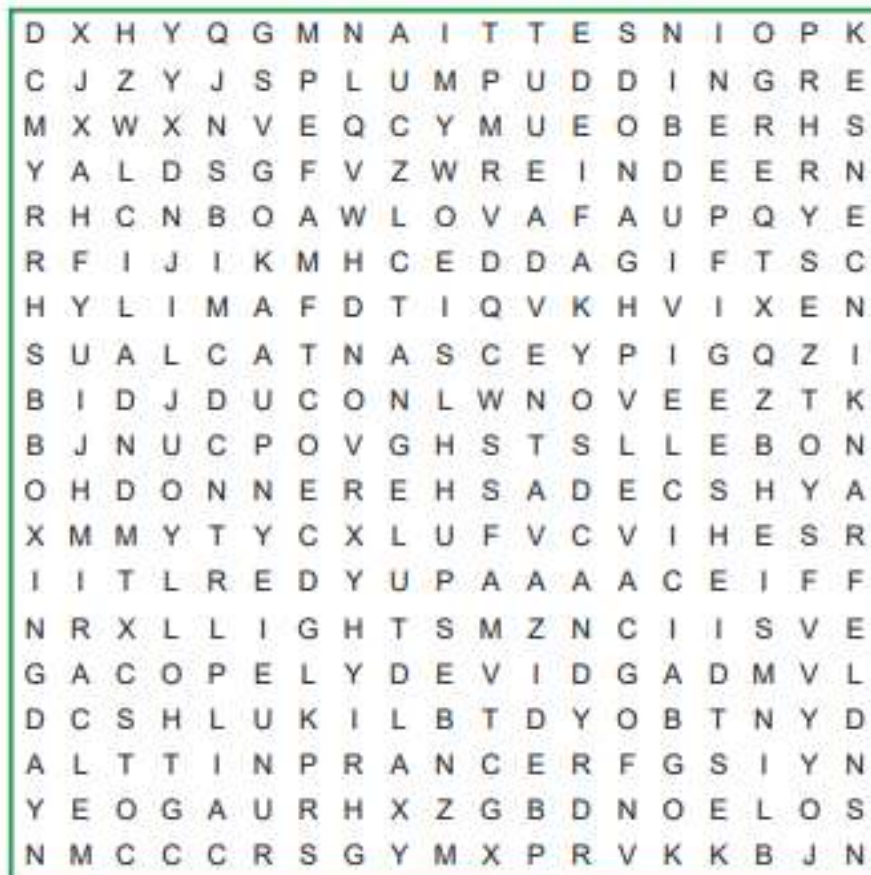 D X H Y Q G M N A I T T E S N I O P K
C J Z Y J S P L U M P U D D I N G R E
M X W X N V E Q C Y M U E O B E R H S
Y A L D S G F V Z W R E I N D E E R N
R H C N B O A W L O V A F A U P Q Y E
R F I J I K M H C E D D A G I F T S C
H Y L I M A F D T I Q V K H V I X E N
S U A L C A T N A S C E Y P I G Q Z I
B I D J D U C O N L W N O V E E Z T K
B J N U C P O V G H S T S L L E B O N
O H D O N N E R E H S A D E C S H Y A
X M M Y T Y C X L U F V C V I H E S R
I I T L R E D Y U P A A A A C E I F F
N R X L L I G H T S M Z N C I I S V E
G A C O P E L Y D E V I D G A D M V L
D C S H L U K I L B T D Y O B T N Y D
A L T T I N P R A N C E R F G S I Y N
Y E O G A U R H X Z G B D N O E L O S
N M C C C R S G Y M X P R V K K B J N